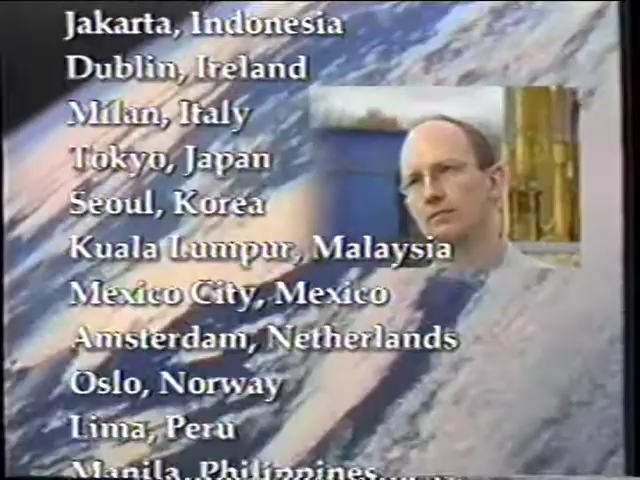 Jakarta, Indonesia
Dublin, Ireland
Milan, Italy
Tokyo, Japan
Seoul, Korea
Kuala Lumpur, Malaysia
Mexico City, Mexico
Amsterdam, Netherlands
Oslo, Norway
Lima, Peru
Manila, Philippines